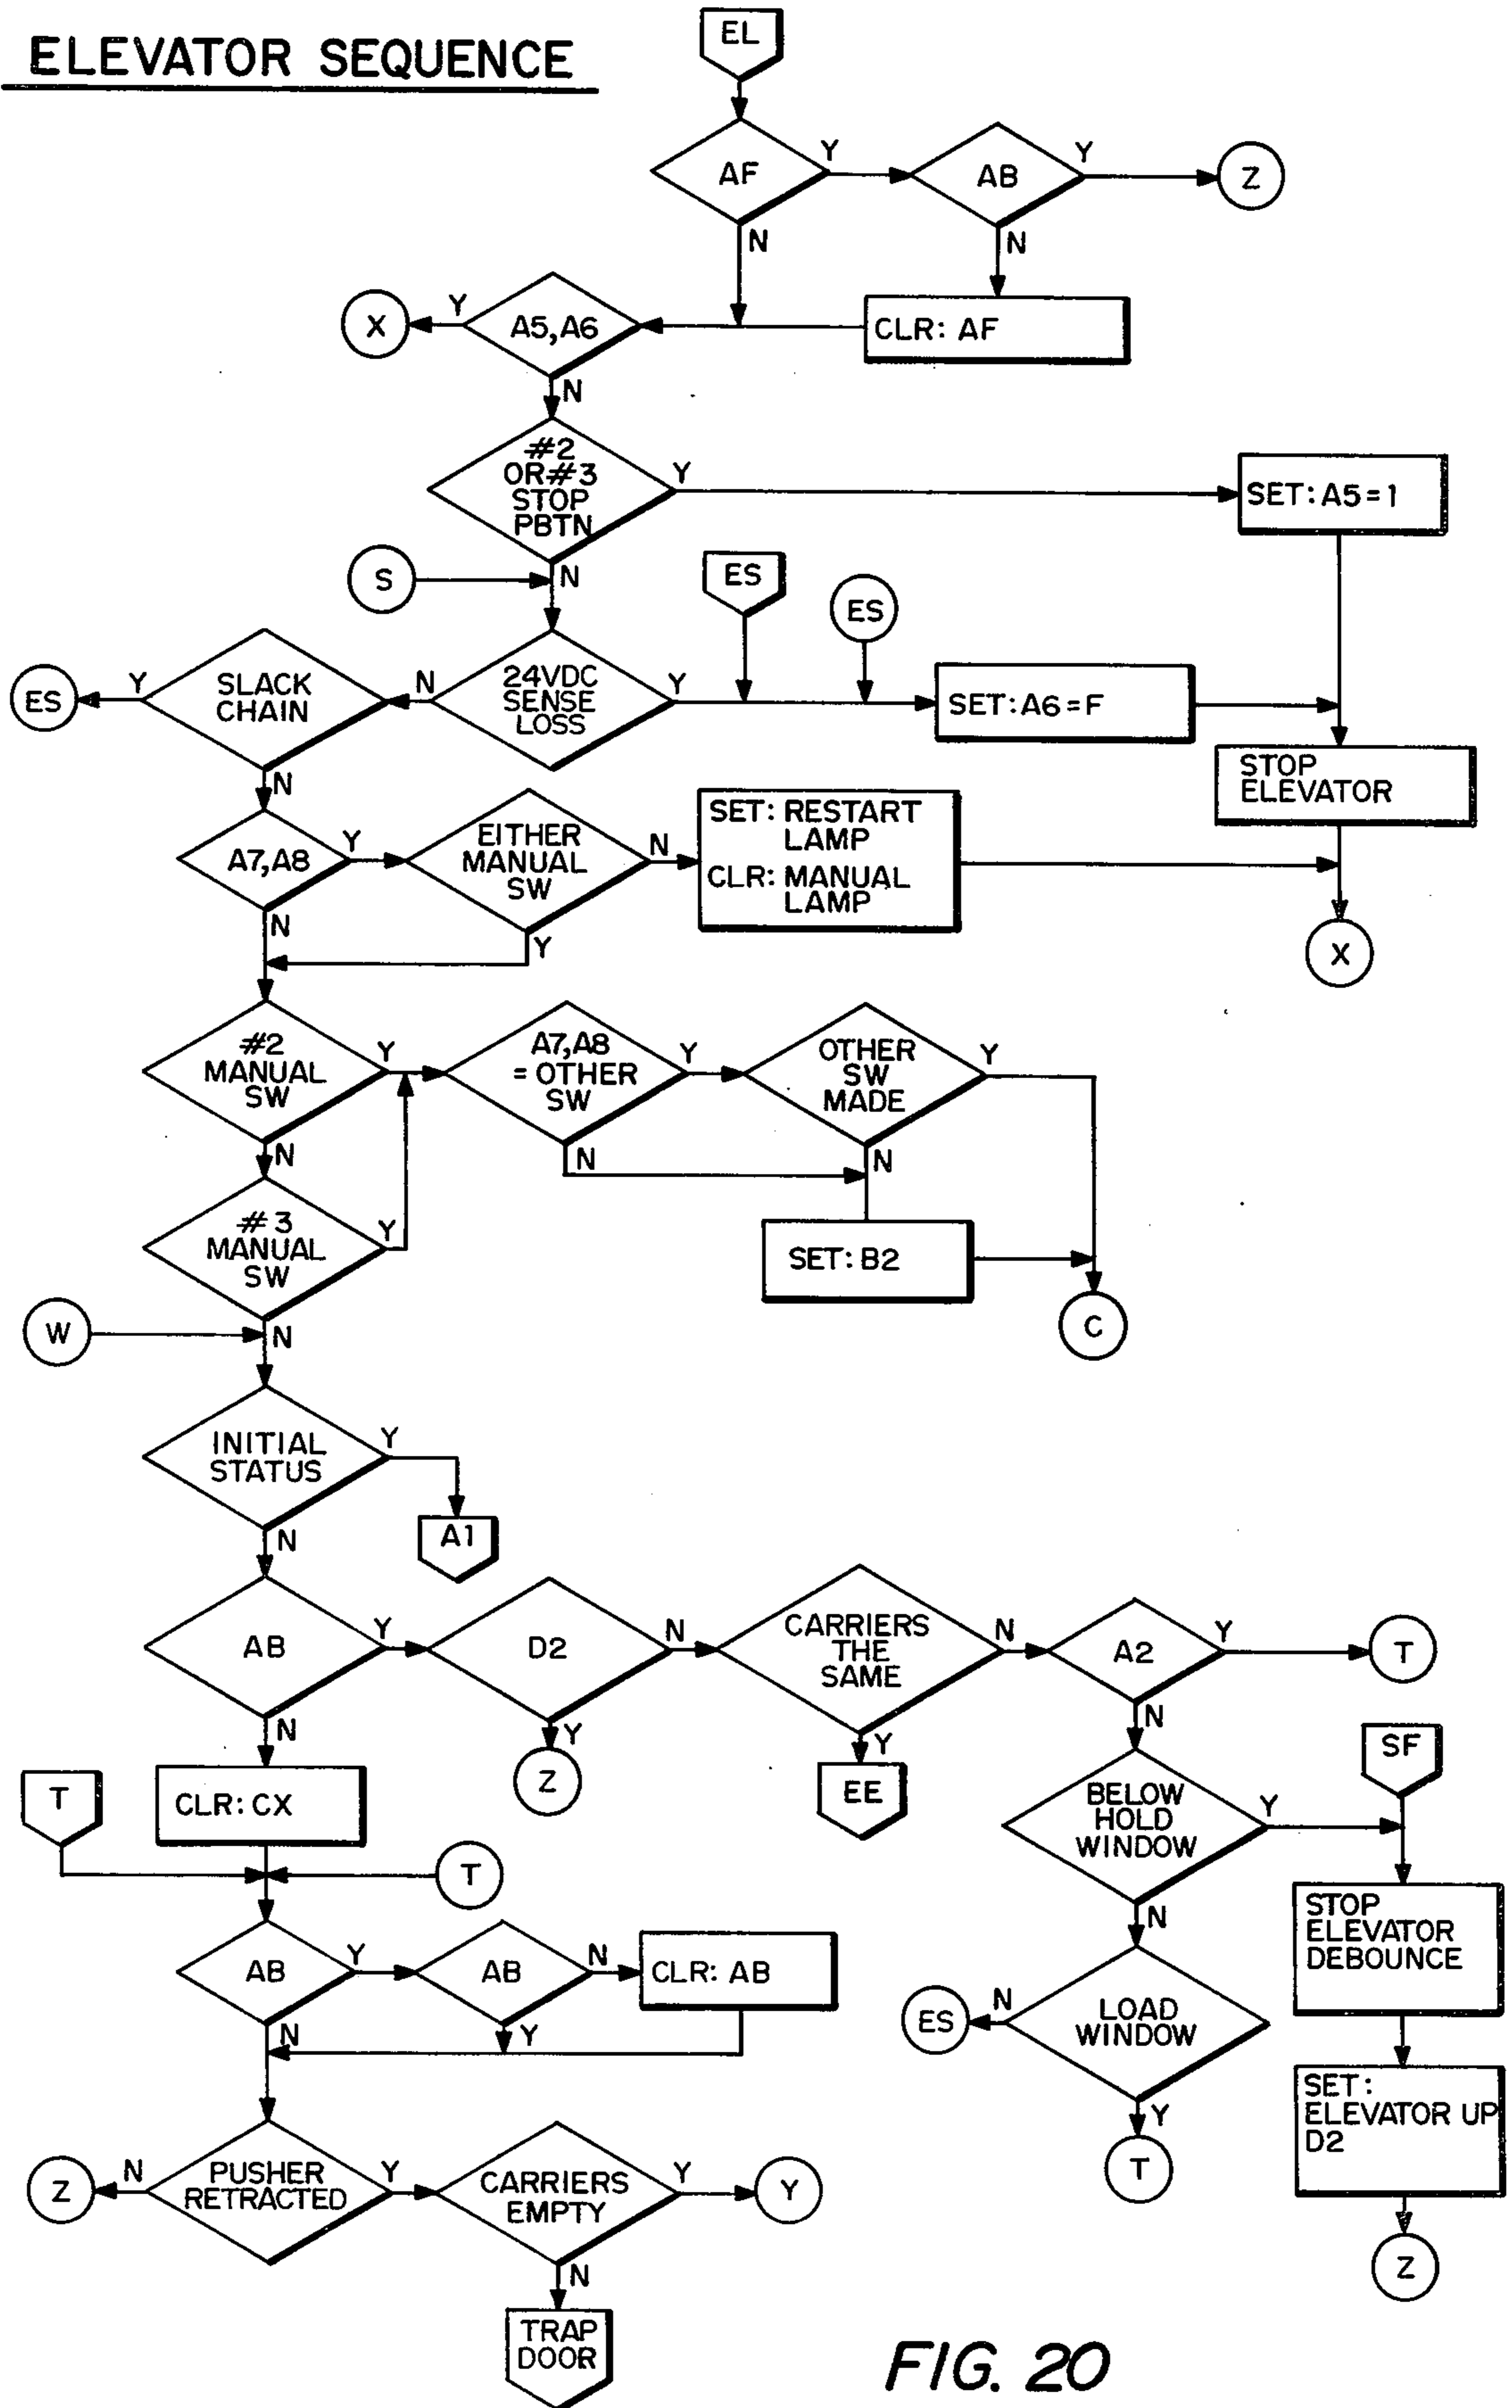 EL
ELEVATOR SEQUENCE
AF
Y
AB
Y
Z
N
N
X
Y
A5,A6
CLR: AF
N
#2
OR#3
STOP
PBTN
Y
SET: A5=1
S
N
ES
ES
ES
Y
SLACK
CHAIN
N
24VDC
SENSE
LOSS
Y
SET: A6=F
STOP
ELEVATOR
N
A7,A8
Y
EITHER
MANUAL
SW
N
SET: RESTART
LAMP
CLR: MANUAL
LAMP
N
Y
X
#2
MANUAL
SW
Y
A7,A8
= OTHER
SW
Y
OTHER
SW
MADE
Y
N
N
N
#3
MANUAL
SW
Y
SET: B2
W
N
C
INITIAL
STATUS
Y
N
A1
AB
Y
D2
N
CARRIERS
THE
SAME
N
A2
Y
T
N
Y
Y
N
Z
EE
SF
T
CLR: CX
BELOW
HOLD
WINDOW
Y
T
N
STOP
ELEVATOR
DEBOUNCE
AB
Y
AB
N
CLR: AB
N
Y
ES
N
LOAD
WINDOW
Y
SET:
ELEVATOR UP
D2
T
Z
N
PUSHER
RETRACTED
Y
CARRIERS
EMPTY
Y
Y
N
Z
TRAP
DOOR
FIG. 20